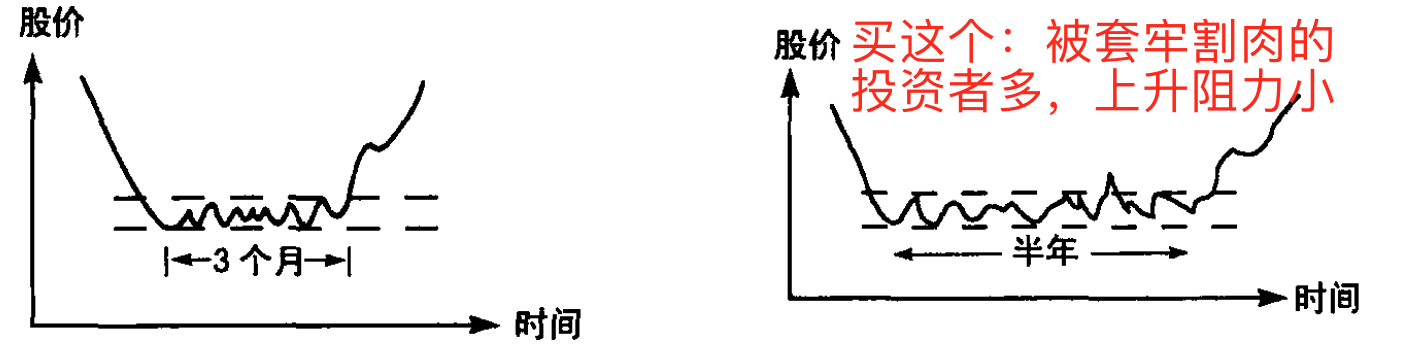 股价
3个月
时间
股价
买这个：被套牢割肉的
投资者多，上升阻力小
半年
时间